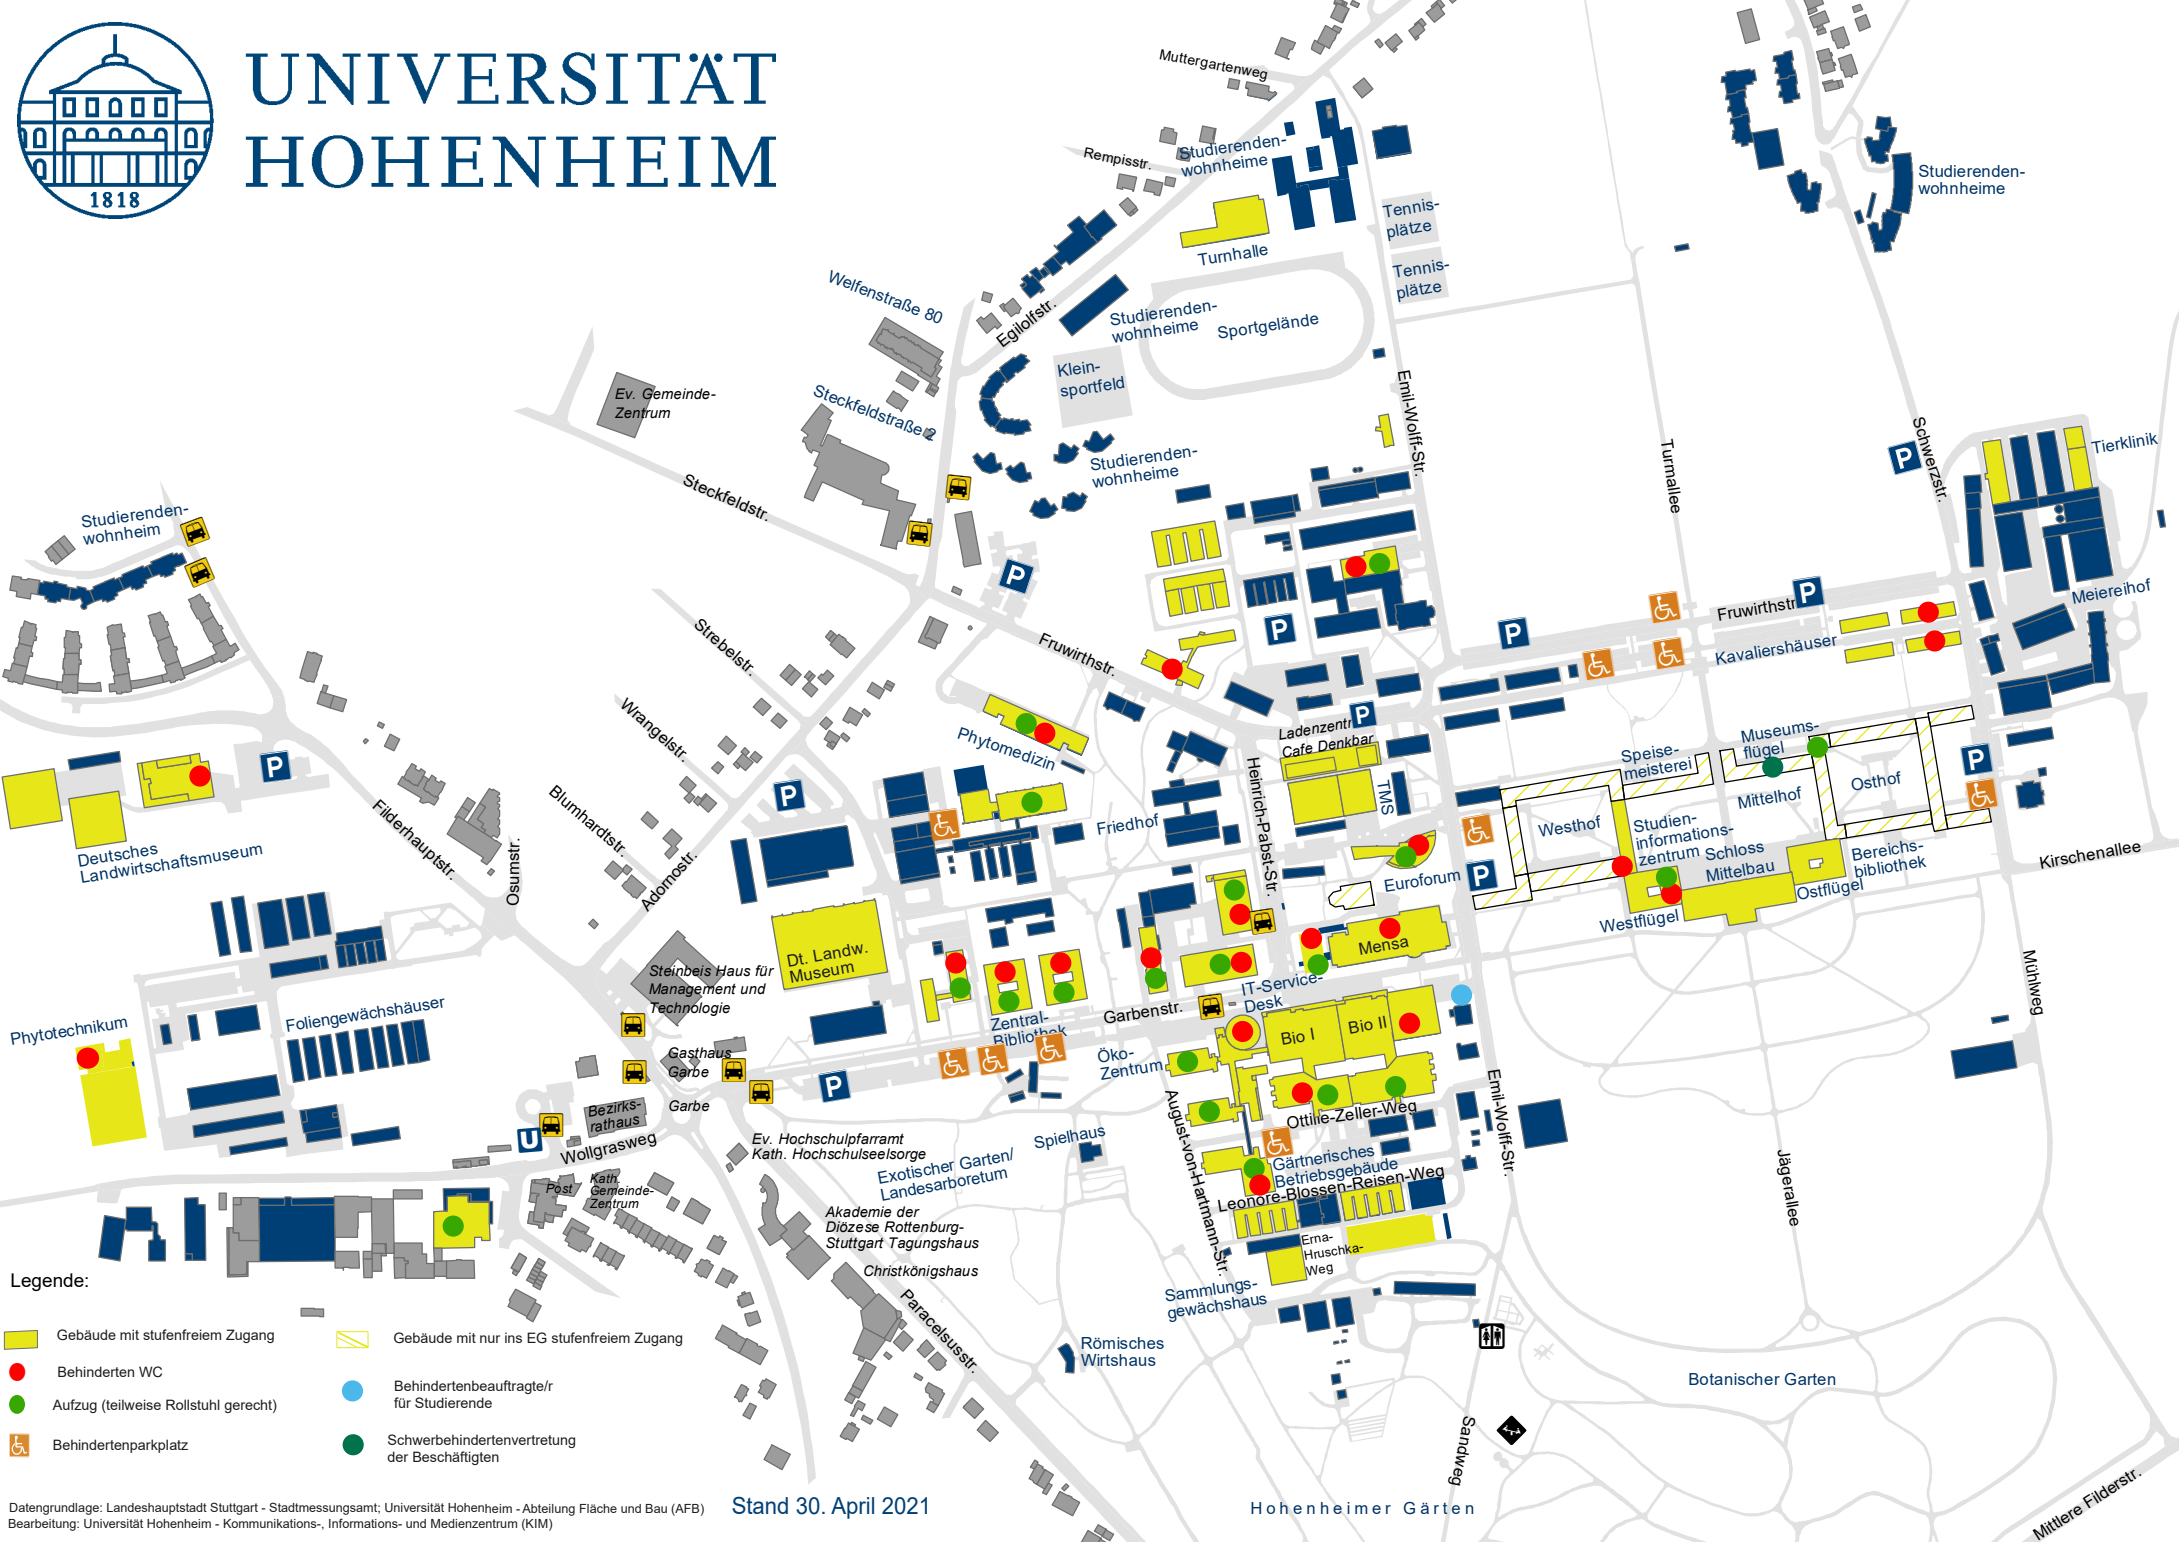 UNIVERSITÄT
HOHENHEIM
1818
Muttergartenweg
Rempisstr.
Studierenden-
wohnheime
Studierenden-
wohnheime
Tennis-
plätze
Turnhalle
Tennis-
plätze
Welfenstraße 80
Egilolfstr.
Studierenden-
wohnheime
Sportgelände
Klein-
sportfeld
Ev. Gemeinde-
Zentrum
Steckfeldstraße 2
Emil-Wolff-Str.
Turmallee
Schwerzstr.
Tierklinik
Steckfeldstr.
Studierenden-
wohnheime
P
Studierenden-
wohnheim
P
Meiereihof
P
Fruwirthstr.
P
P
Kavaliershäuser
Strebelstr.
Fruwirthstr.
Wrangelstr.
Phytomedizin
Ladenzentr
P
Cafe Denkbar
Museums-
flügel
Speise-
meisterei
P
P
Osthof
Mittelhof
Westhof
TMS
Heinrich-Pabst-Str.
Friedhof
P
Blumhardtstr.
Filderhauptstr.
Osumstr.
Adornostr.
Deutsches
Landwirtschaftsmuseum
Studien-
informations-
zentrum
Schloss
Mittelbau
Bereichs-
bibliothek
Ostflügel
Westflügel
Kirschenallee
Euroforum
P
Mensa
Dt. Landw.
Museum
Steinbeis Haus für
Management und
Technologie
IT-Service-
Desk
Mühlweg
Foliengewächshäuser
Phytotechnikum
Zentral-
Bibliothek
Garbenstr.
Bio I
Bio II
Gasthaus
Garbe
Garbe
P
Öko-
Zentrum
Bezirks-
rathaus
U
Wollgrasweg
Ottilie-Zeller-Weg
Emil-Wolff-Str.
August-von-Hartmann-Str.
Spielhaus
Ev. Hochschulpfarramt
Kath. Hochschulseelsorge
Exotischer Garten/
Landesarboretum
Gärtnerisches
Betriebsgebäude
Leonore-Blossen-Reisen-Weg
Jägerallee
Post
Kath.
Gemeinde-
Zentrum
Akademie der
Diözese Rottenburg-
Stuttgart Tagungshaus
Christkönigshaus
Erna-
Hruschka-
Weg
Sammlungs-
gewächshaus
Paracelsusstr.
Römisches
Wirtshaus
Botanischer Garten
Sandweg
Hohenheimer Gärten
Mittlere Filderstr.
Legende:
Gebäude mit stufenfreiem Zugang
Gebäude mit nur ins EG stufenfreiem Zugang
Behinderten WC
Behindertenbeauftragte/r
für Studierende
Aufzug (teilweise Rollstuhl gerecht)
Behindertenparkplatz
Schwerbehindertenvertretung
der Beschäftigten
Datengrundlage: Landeshauptstadt Stuttgart - Stadtmessungsamt; Universität Hohenheim - Abteilung Fläche und Bau (AFB)
Bearbeitung: Universität Hohenheim - Kommunikations-, Informations- und Medienzentrum (KIM)
Stand 30. April 2021